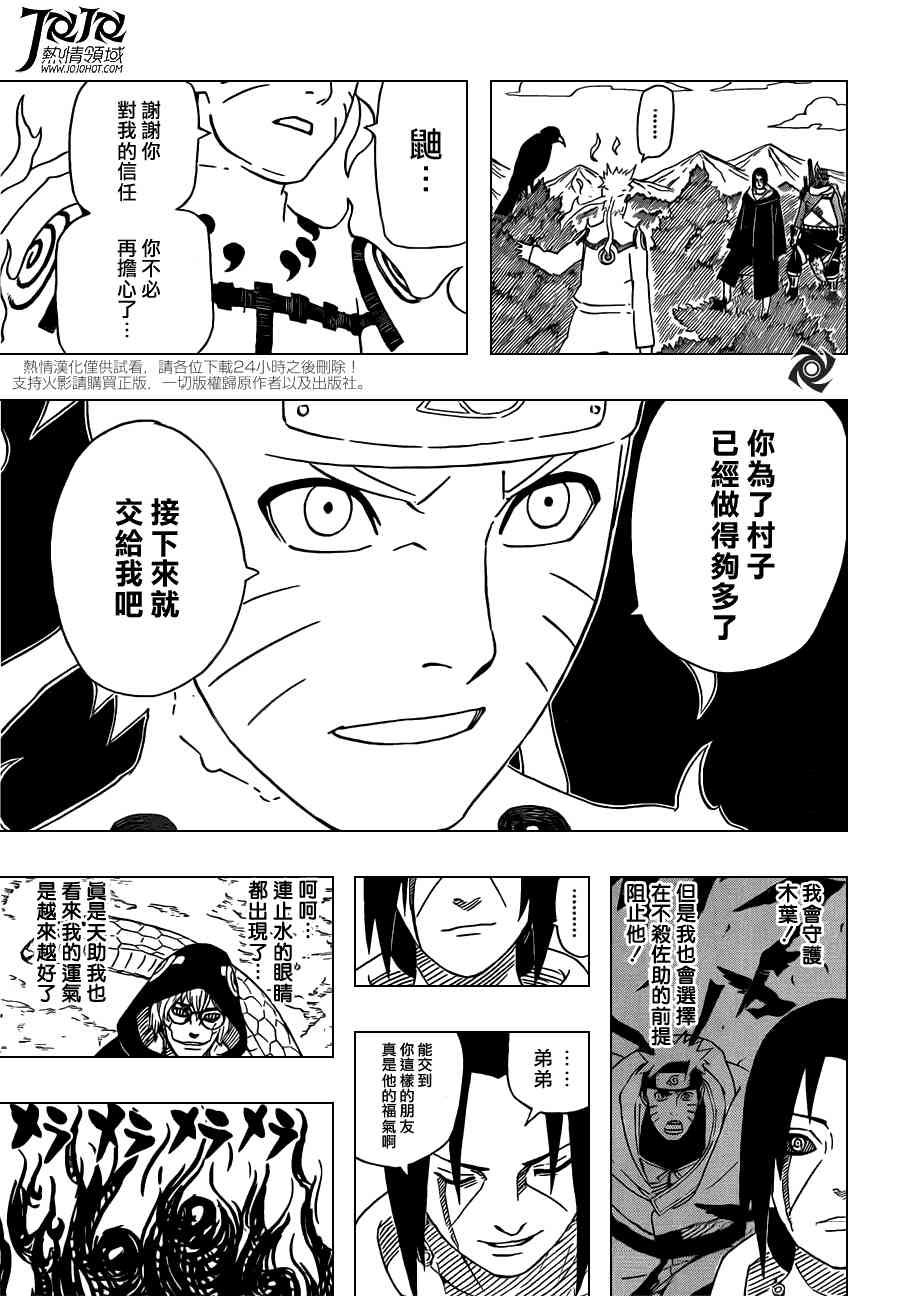 JOJO
熱情領域
WWW.JOJOHOT.COM
……
鼬…
謝謝你
對我的信任
你不必
再擔心了…
熱情漢化僅供試看，請各位下載24小時之後刪除！
支持火影請購買正版，一切版權歸原作者以及出版社。
你為了村子
已經做得夠多了
接下來就
交給我吧
我會守護
木葉！
但是我也會選擇
在不殺佐助的前提
阻止他！
………
……
弟弟
能交到
你這樣的朋友
真是他的福氣啊
呵呵…
連止水的眼睛
都出現了…
真是天助我也
看來我的運氣
是越來越好了
メラメラメラメラ